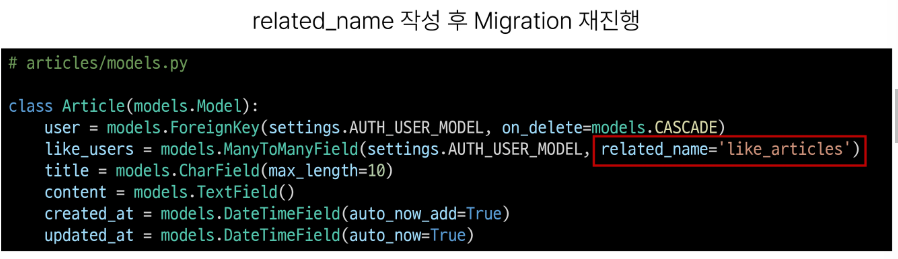 related_name 작성 후 Migration 재진행
# articles/models.py
class Article(models.Model):
    user = models.ForeignKey(settings.AUTH_USER_MODEL, on_delete=models.CASCADE)
    like_users = models.ManyToManyField(settings.AUTH_USER_MODEL, related_name='like_articles')
    title = models.CharField(max_length=10)
    content = models.TextField()
    created_at = models.DateTimeField(auto_now_add=True)
    updated_at = models.DateTimeField(auto_now=True)